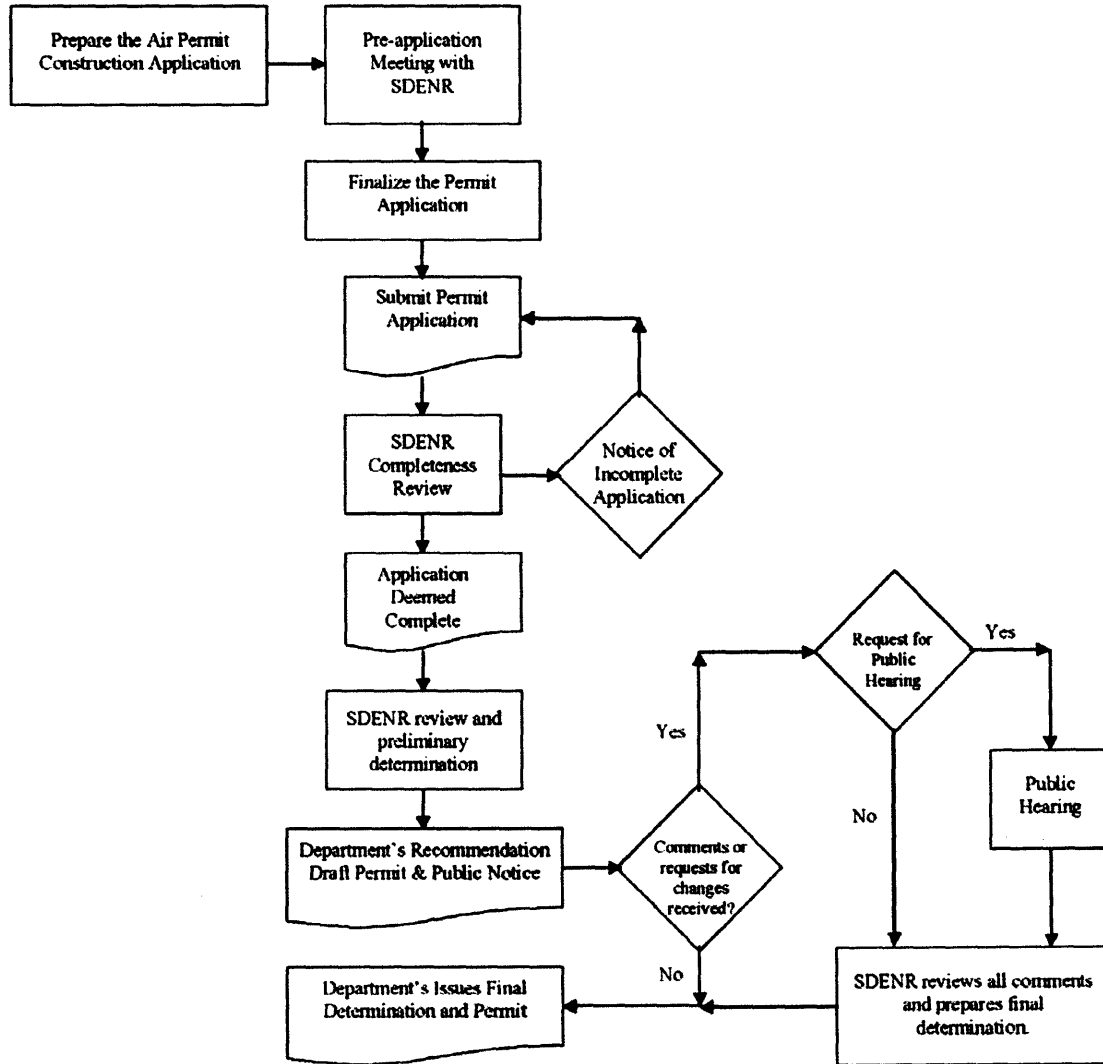 Prepare the Air Permit
Construction Application
Pre-application
Meeting with
SDENR
Finalize the Permit
Application
Submit Permit
Application
SDENR
Completeness
Review
Notice of
Incomplete
Application
Application
Deemed
Complete
SDENR review and
preliminary
determination
Department's Recommendation
Draft Permit & Public Notice
Comments or
requests for
changes
received?
Yes
Request for
Public
Hearing
Yes
Public
Hearing
No
No
SDENR reviews all comments
and prepares final
determination.
Department's Issues Final
Determination and Permit